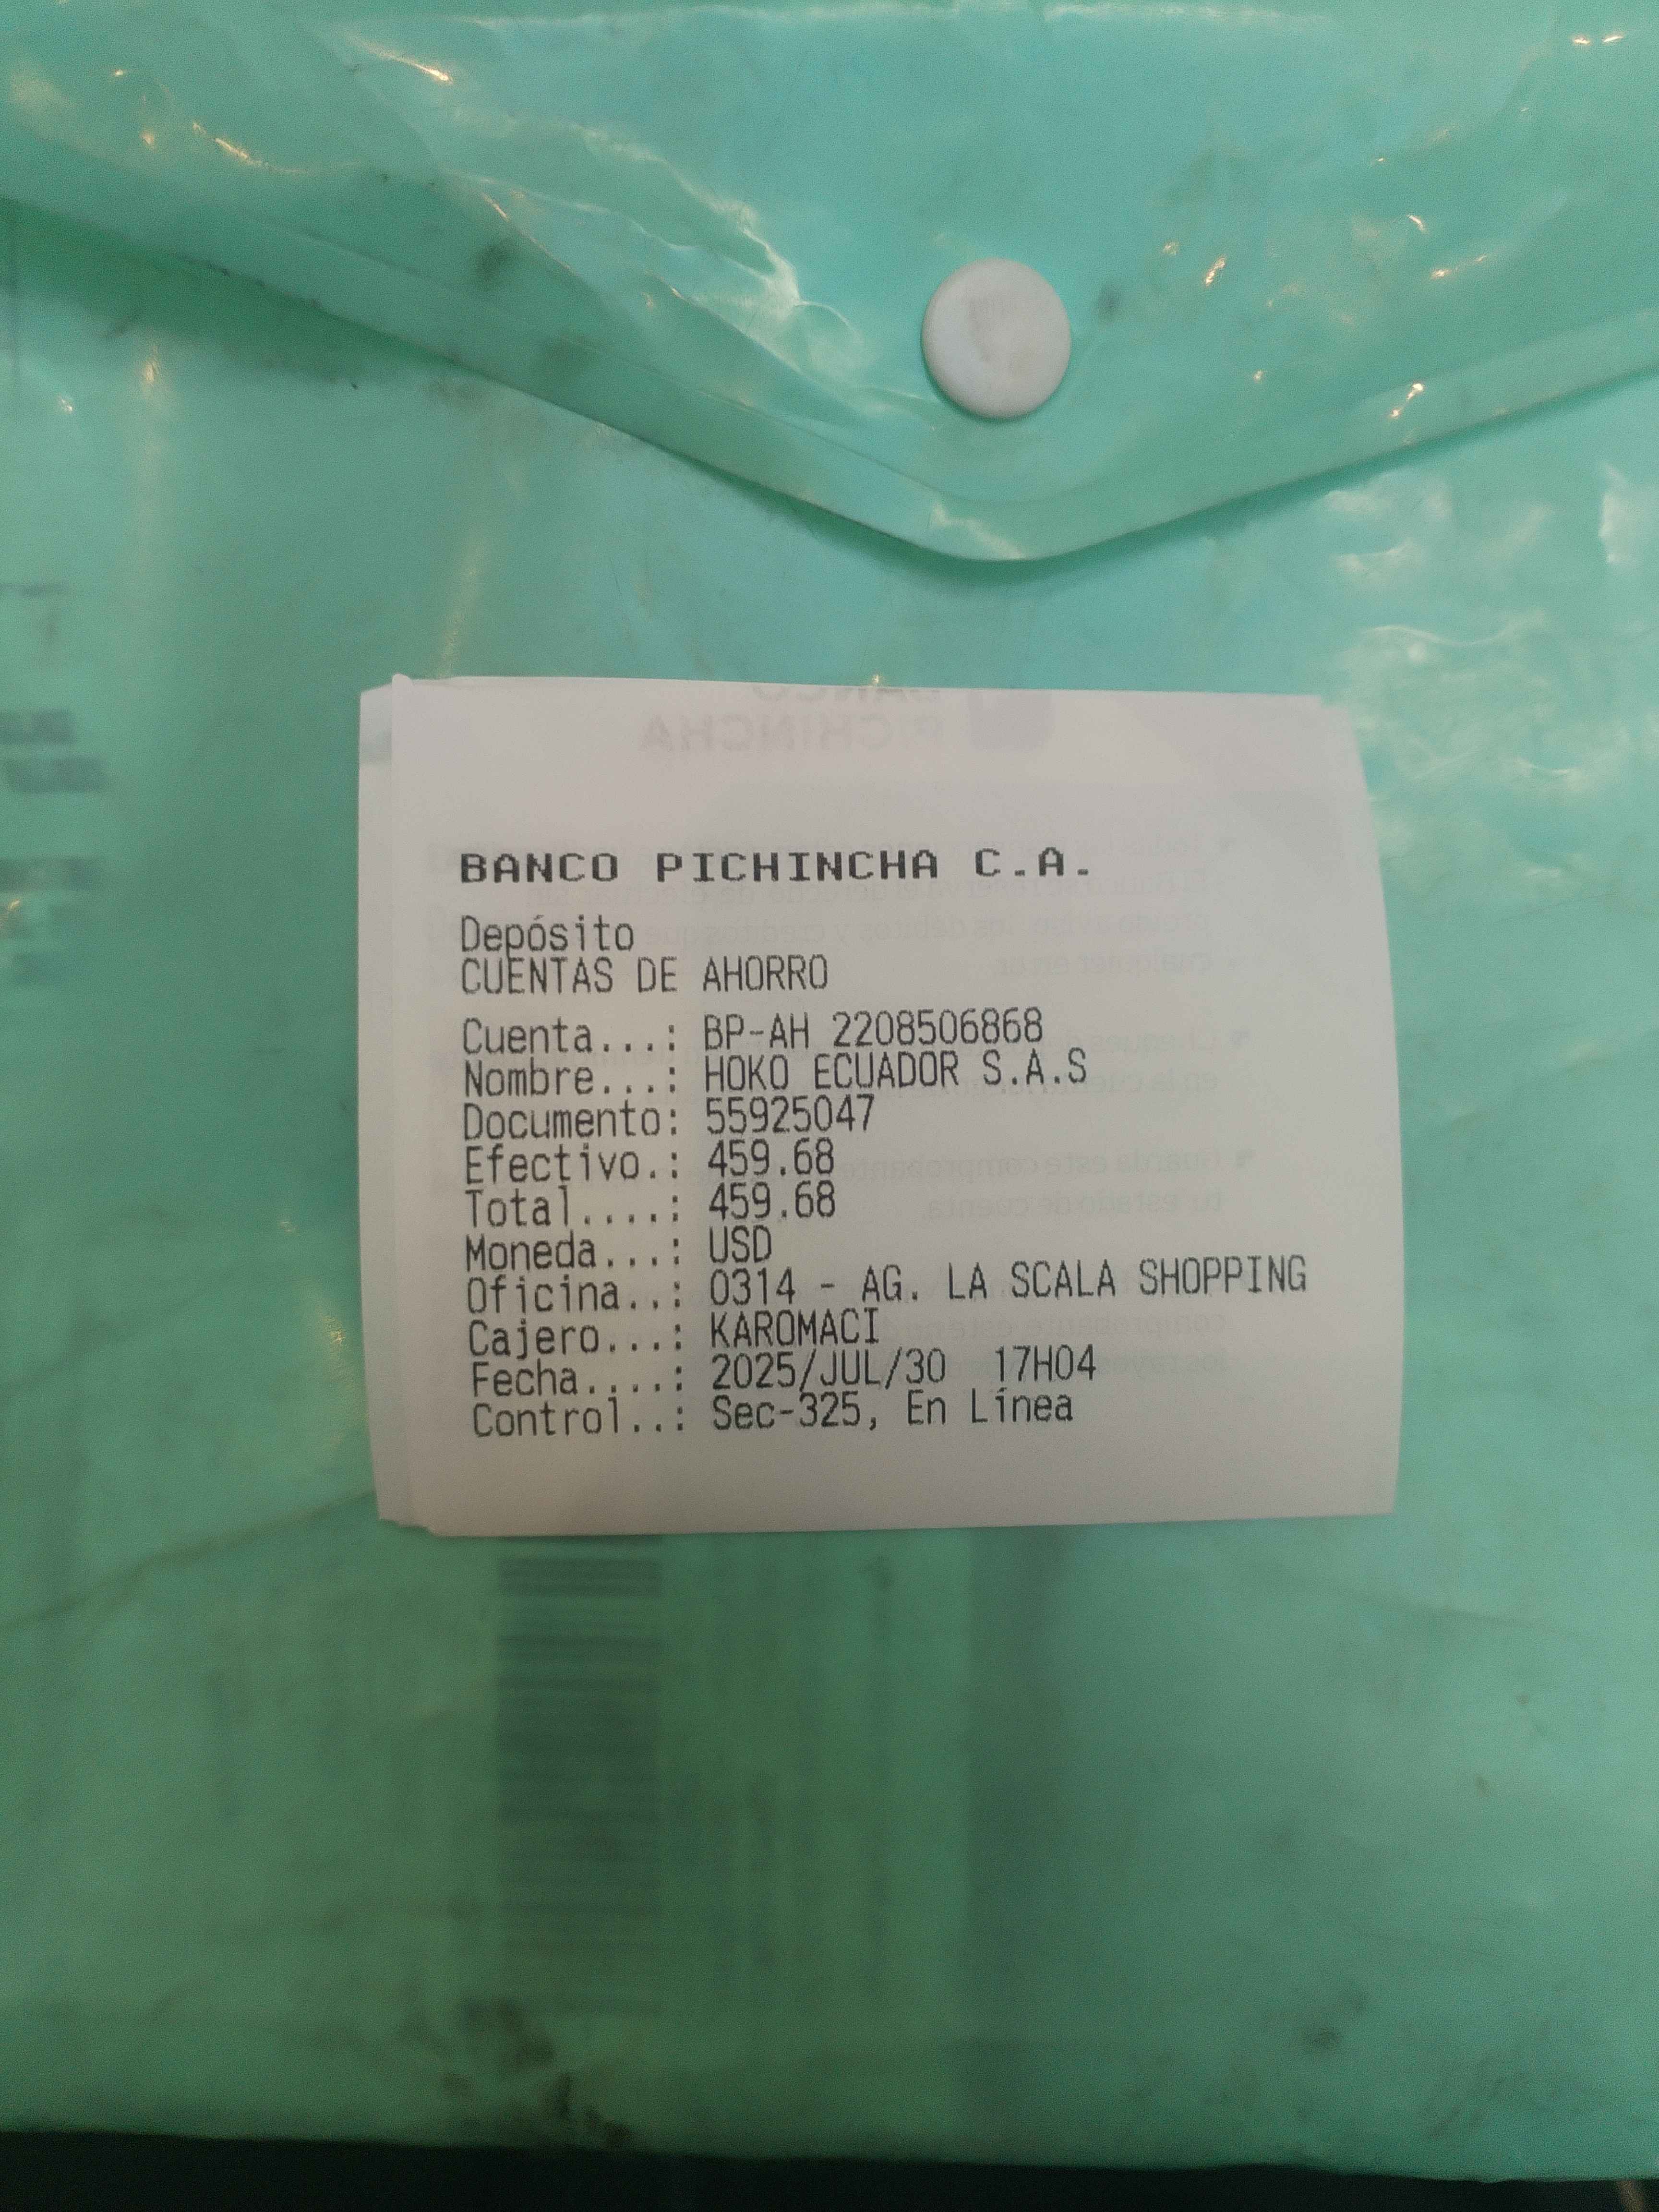 BANCO PICHINCHA C.A.
Depósito
CUENTAS DE AHORRO
Cuenta...: BP-AH 2208506868
Nombre...: HOKO ECUADOR S.A.S
Documento: 55925047
Efectivo.: 459.68
Total....: 459.68
Moneda...: USD
Oficina..: 0314 - AG. LA SCALA SHOPPING
Cajero...: KAROMACI
Fecha....: 2025/JUL/30 17H04
Control..: Sec-325, En Línea